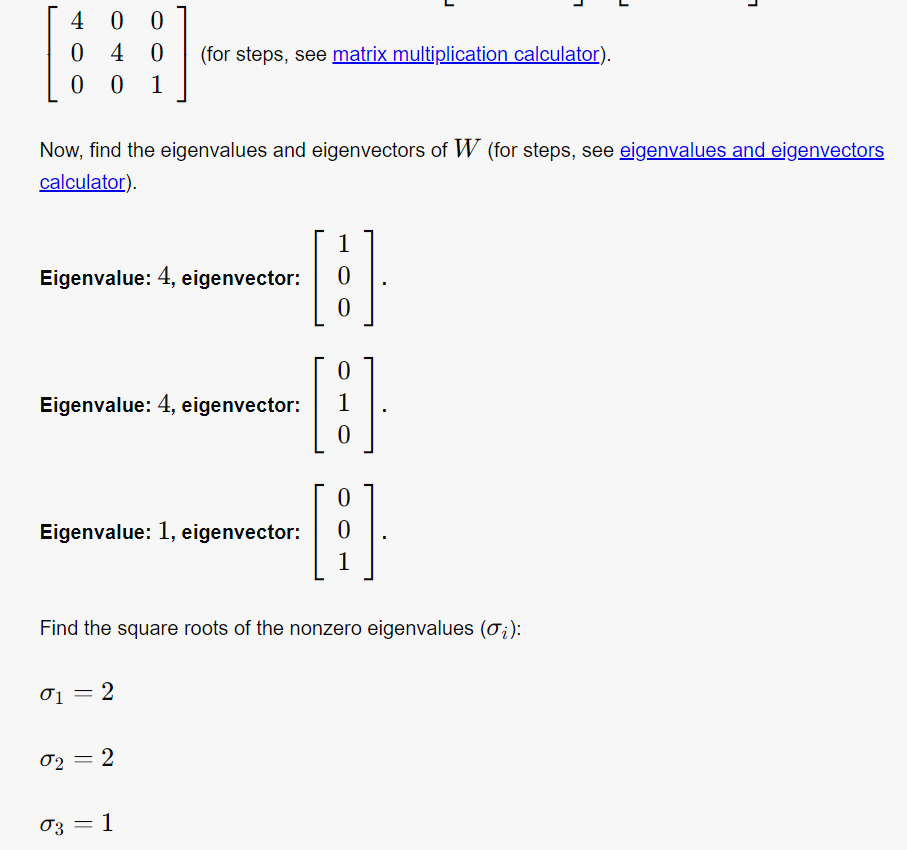 4 0 0
0 4 0 (for steps, see matrix multiplication calculator).
0 0 1
Now, find the eigenvalues and eigenvectors of W (for steps, see eigenvalues and eigenvectors
calculator).
1
Eigenvalue: 4, eigenvector: 0 .
0
0
Eigenvalue: 4, eigenvector: 1 .
0
0
Eigenvalue: 1, eigenvector: 0 .
1
Find the square roots of the nonzero eigenvalues (σᵢ):
σ₁ = 2
σ₂ = 2
σ₃ = 1